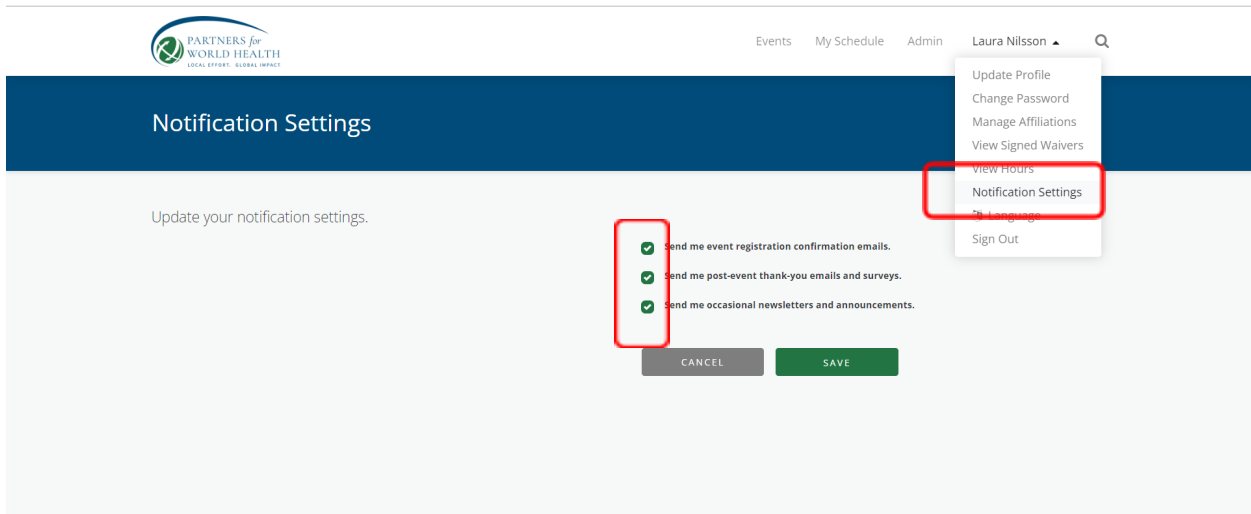 PARTNERS for
WORLD HEALTH
LOCAL EFFORT. GLOBAL IMPACT
Events My Schedule Admin Laura Nilsson
Update Profile
Change Password
Manage Affiliations
View Signed Waivers
View Hours
Notification Settings
Language
Sign Out
Notification Settings
Update your notification settings.
Send me event registration confirmation emails.
Send me post-event thank-you emails and surveys.
Send me occasional newsletters and announcements.
CANCEL SAVE